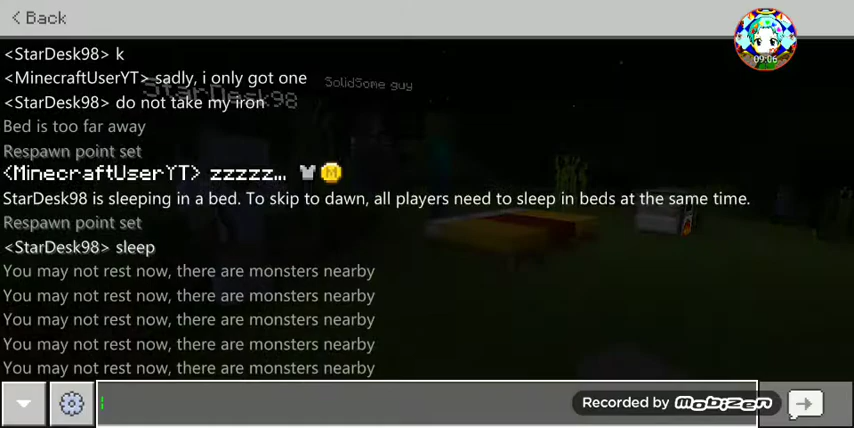 Back
<StarDesk98> k
<MinecraftUserYT> sadly, i only got one
SolidSome guy
StarDesk98
<StarDesk98> do not take my iron
Bed is too far away
Respawn point set
<MinecraftUserYT> zzzzz...
StarDesk98 is sleeping in a bed. To skip to dawn, all players need to sleep in beds at the same time.
Respawn point set
<StarDesk98> sleep
You may not rest now, there are monsters nearby
You may not rest now, there are monsters nearby
You may not rest now, there are monsters nearby
You may not rest now, there are monsters nearby
You may not rest now, there are monsters nearby
09:06
Recorded by mobizen